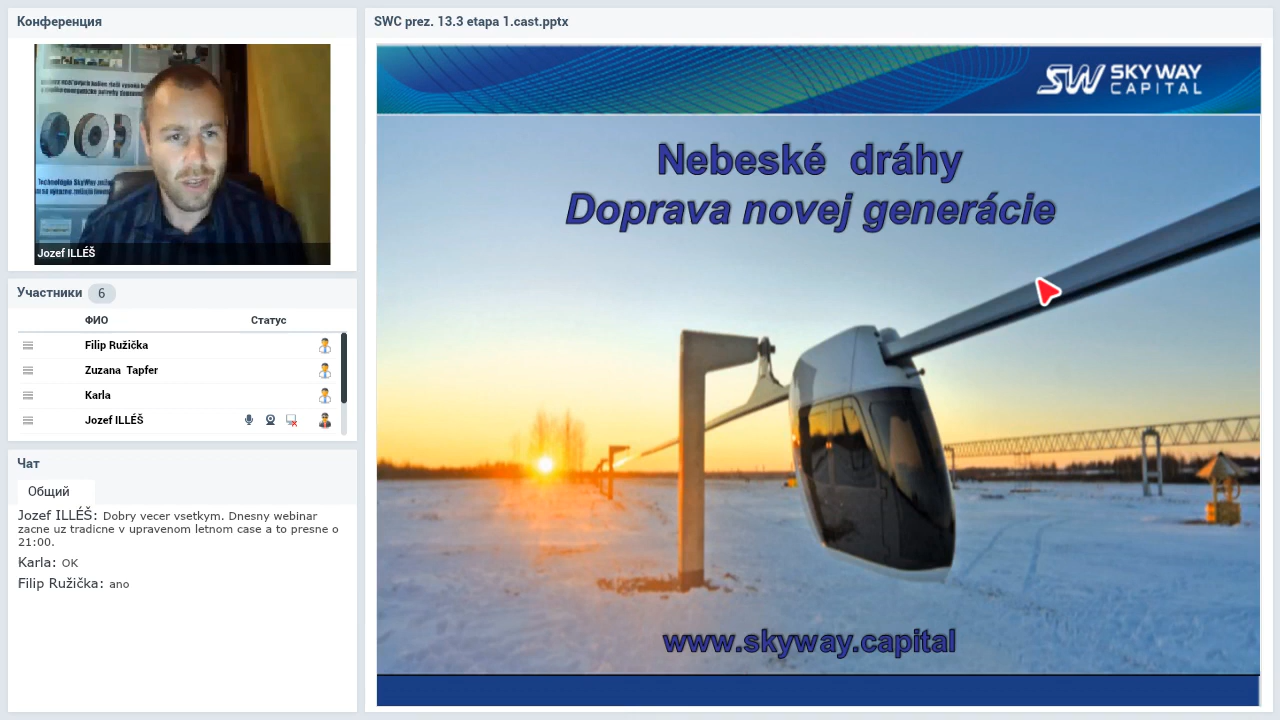 Конференция
Technológia SkyWay
Jozef ILLÉŠ
Участники 6
ФИО Статус
Filip Ružička
Zuzana Tapfer
Karla
Jozef ILLÉŠ
Чат
Общий
Jozef ILLÉŠ: Dobry vecer vsetkym. Dnesny webinar
zacne uz tradicne v upravenom letnom case a to presne o
21:00.
Karla: OK
Filip Ružička: ano
SWC prez. 13.3 etapa 1.cast.pptx
SW SKY WAY
CAPITAL
Nebeské dráhy
Doprava novej generácie
www.skyway.capital